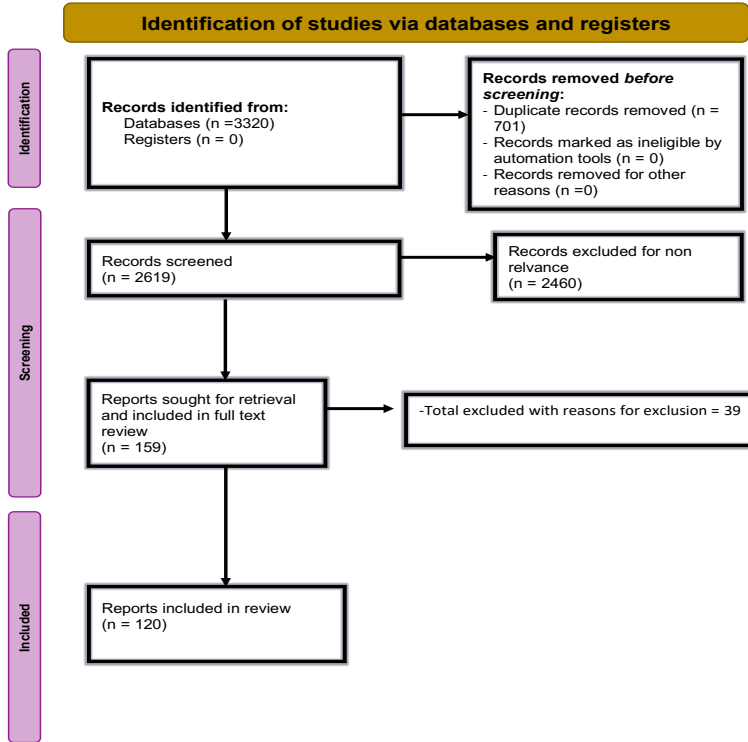 Identification of studies via databases and registers
Identification
Records identified from:
Databases (n =3320)
Registers (n = 0)
Records removed before
screening:
- Duplicate records removed (n =
701)
- Records marked as ineligible by
automation tools (n = 0)
- Records removed for other
reasons (n =0)
Screening
Records screened
(n = 2619)
Records excluded for non
relvance
(n = 2460)
Reports sought for retrieval
and included in full text
review
(n = 159)
-Total excluded with reasons for exclusion = 39
Included
Reports included in review
(n = 120)